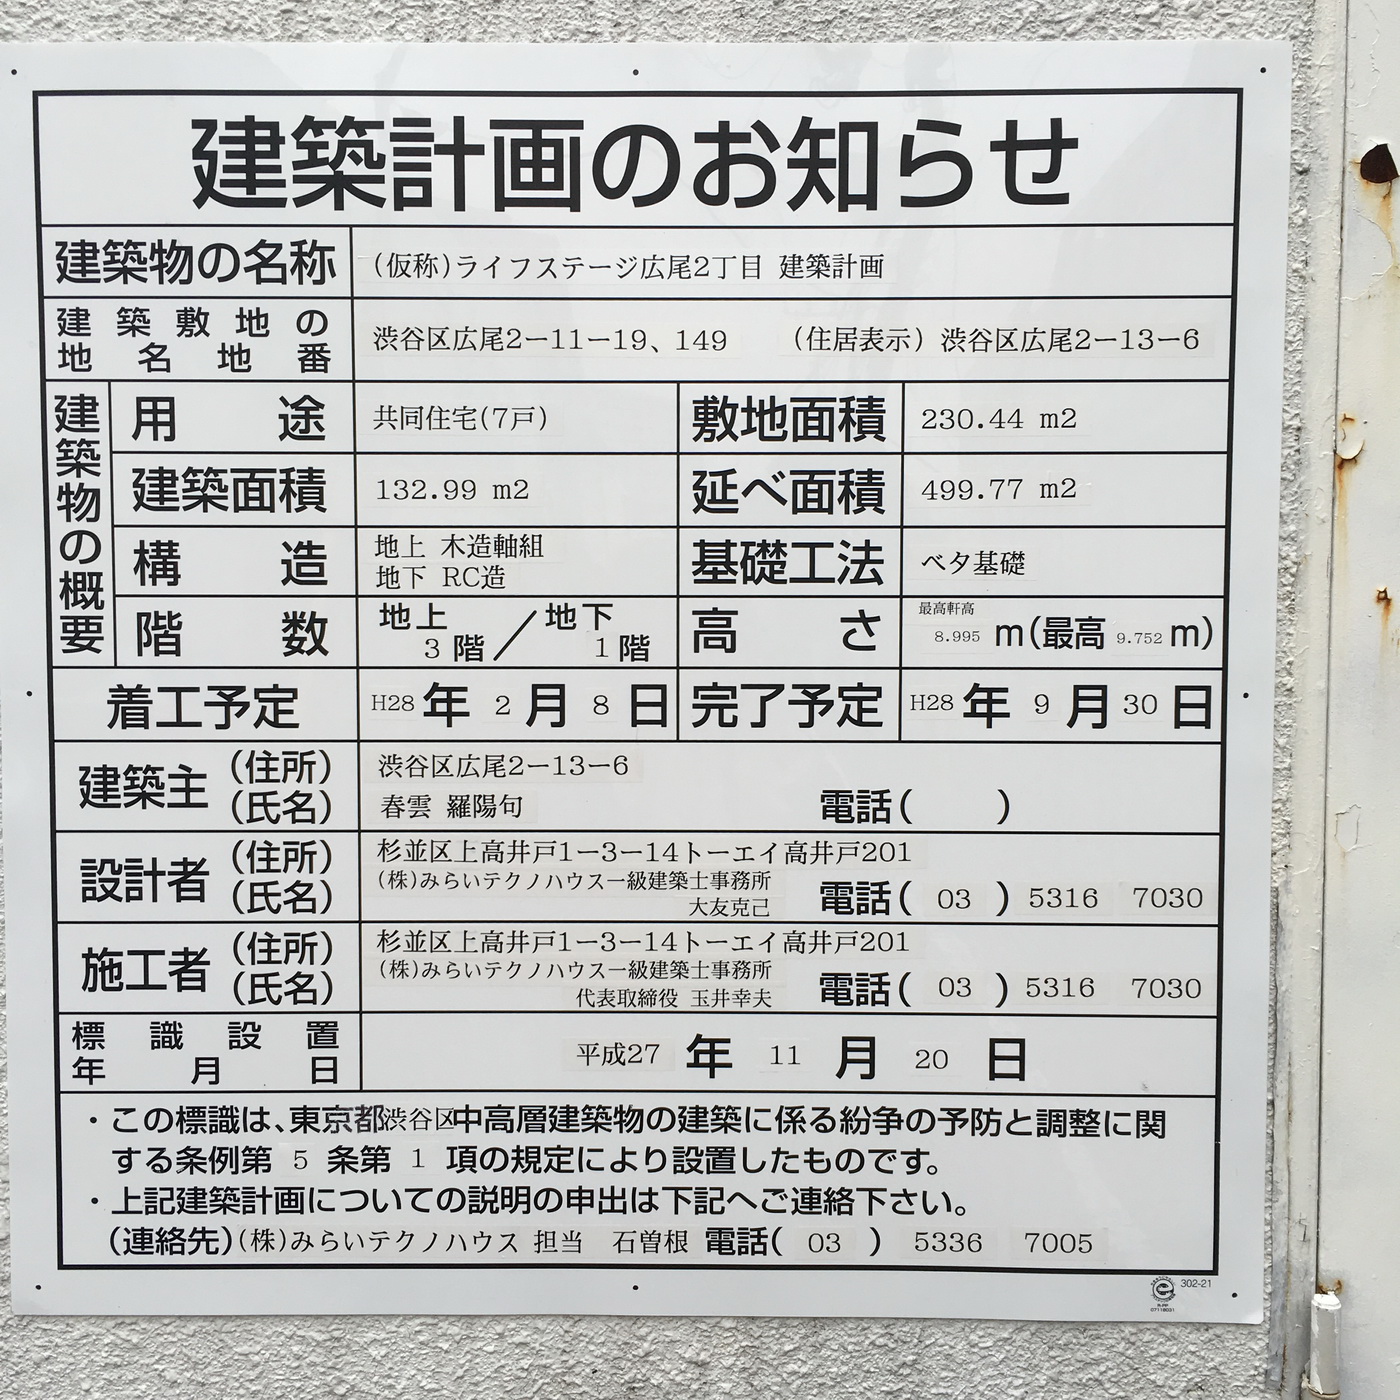 建築計画のお知らせ
建築物の名称 (仮称)ライフステージ広尾2丁目 建築計画
建築敷地の
地名地番
渋谷区広尾2ー11ー19、149 (住居表示) 渋谷区広尾2ー13ー6
建築物の概要
用途 共同住宅(7戸) 敷地面積 230.44 m2
建築面積 132.99 m2 延べ面積 499.77 m2
構造 地上 木造軸組
地下 RC造
基礎工法 ベタ基礎
階数 地上 3階／地下 1階
高さ 最高軒高 8.995 m(最高 9.752 m)
着工予定 H28 年 2 月 8 日 完了予定 H28 年 9 月 30 日
建築主 (住所) 渋谷区広尾2ー13ー6
(氏名) 春雲 羅陽句 電話( )
設計者 (住所) 杉並区上高井戸1ー3ー14トーエイ高井戸201
(氏名) (株)みらいテクノハウス一級建築士事務所
大友克己 電話( 03 ) 5316 7030
施工者 (住所) 杉並区上高井戸1ー3ー14トーエイ高井戸201
(氏名) (株)みらいテクノハウス一級建築士事務所
代表取締役 玉井幸夫 電話( 03 ) 5316 7030
標識設置
年月日
平成27 年 11 月 20 日
・この標識は、東京都渋谷区中高層建築物の建築に係る紛争の予防と調整に関
する条例第 5 条第 1 項の規定により設置したものです。
・上記建築計画についての説明の申出は下記へご連絡下さい。
(連絡先)(株)みらいテクノハウス 担当 石曽根 電話( 03 ) 5336 7005
302-21